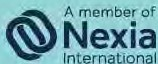 A member of
Nexia
International